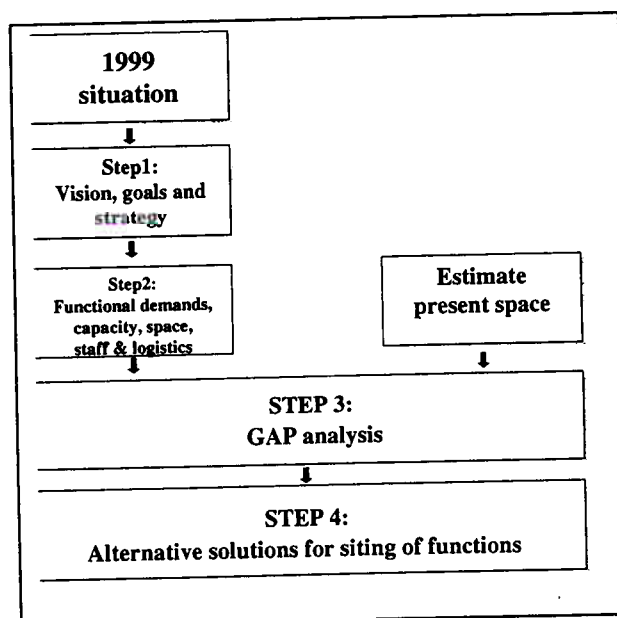 1999
situation
Step1:
Vision, goals and
strategy
Step2:
Functional demands,
capacity, space,
staff & logistics
Estimate
present space
STEP 3:
GAP analysis
STEP 4:
Alternative solutions for siting of functions